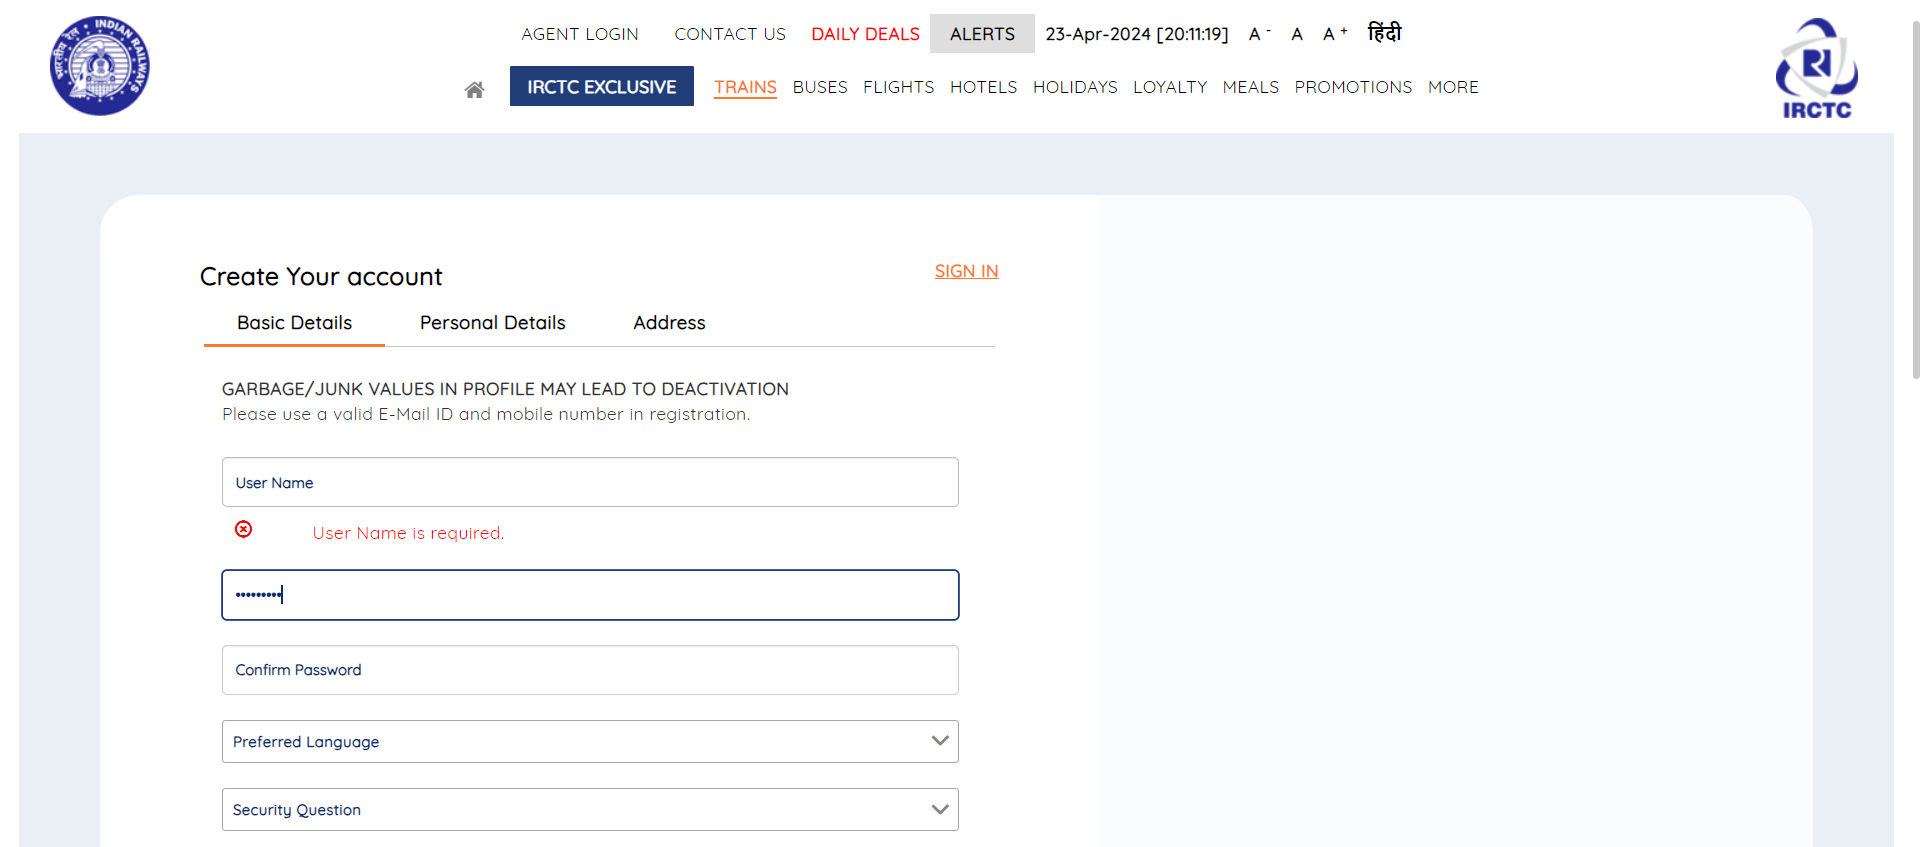 AGENT LOGIN CONTACT US DAILY DEALS ALERTS 23-Apr-2024 [20:11:19] A - A A + हिंदी
IRCTC EXCLUSIVE TRAINS BUSES FLIGHTS HOTELS HOLIDAYS LOYALTY MEALS PROMOTIONS MORE
भारतीय रेल INDIAN RAILWAYS
IRCTC
Create Your account SIGN IN
Basic Details Personal Details Address
GARBAGE/JUNK VALUES IN PROFILE MAY LEAD TO DEACTIVATION
Please use a valid E-Mail ID and mobile number in registration.
User Name
User Name is required.
•••••••••
Confirm Password
Preferred Language
Security Question